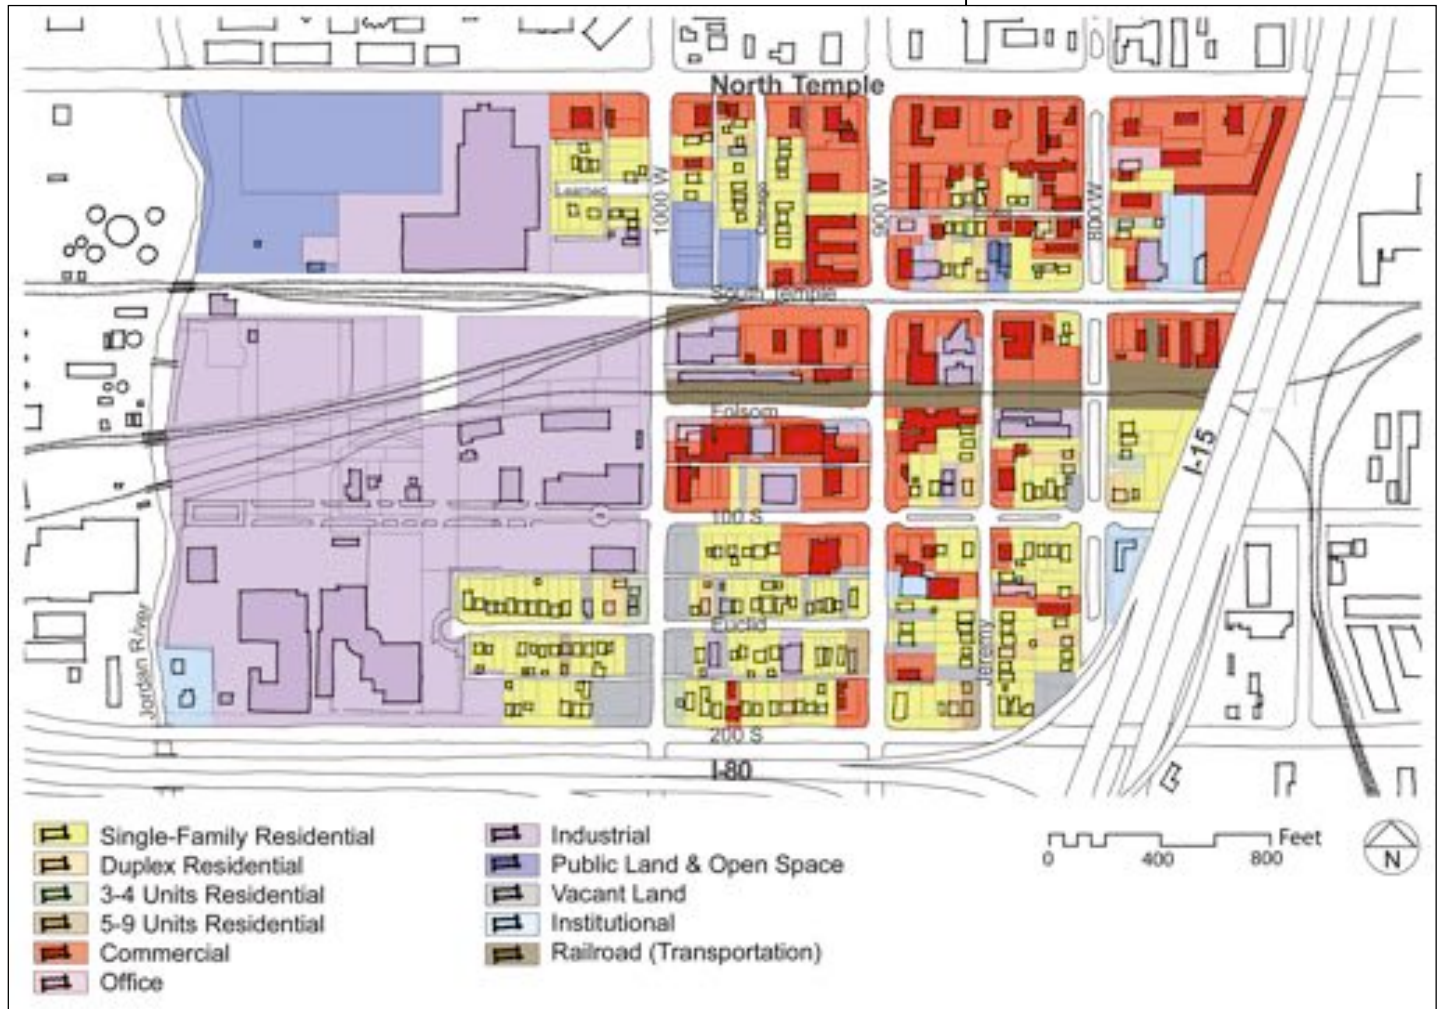 North Temple
Learned
1000 W
Chicago
900 W
800 W
South Temple
Folsom
I-15
100 S
Jordan River
Euclid
Jeremy
200 S
I-80
Single-Family Residential
Duplex Residential
3-4 Units Residential
5-9 Units Residential
Commercial
Office
Industrial
Public Land & Open Space
Vacant Land
Institutional
Railroad (Transportation)
Feet
0 400 800
N